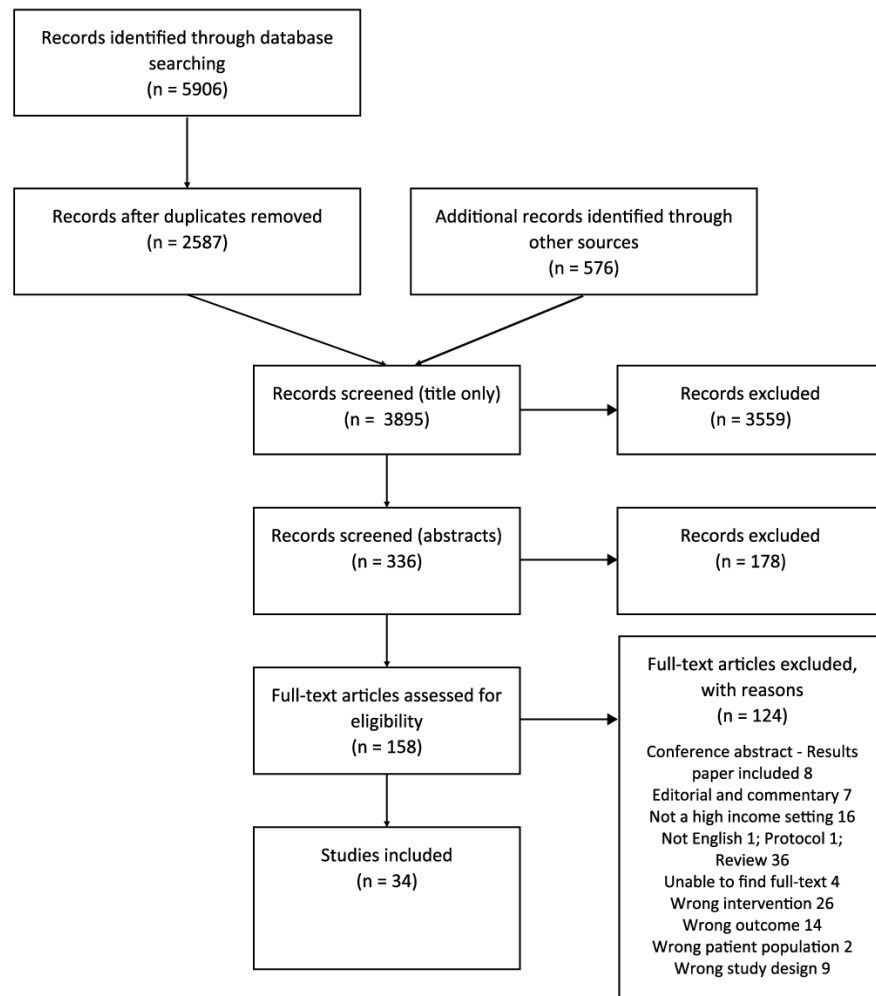 Records identified through database
searching
(n = 5906)
Records after duplicates removed
(n = 2587)
Additional records identified through
other sources
(n = 576)
Records screened (title only)
(n =  3895)
Records excluded
(n = 3559)
Records screened (abstracts)
(n = 336)
Records excluded
(n = 178)
Full-text articles assessed for
eligibility
(n = 158)
Full-text articles excluded,
with reasons
(n = 124)
Conference abstract - Results
paper included 8
Editorial and commentary 7
Not a high income setting 16
Not English 1; Protocol 1;
Review 36
Unable to find full-text 4
Wrong intervention 26
Wrong outcome 14
Wrong patient population 2
Wrong study design 9
Studies included
(n = 34)